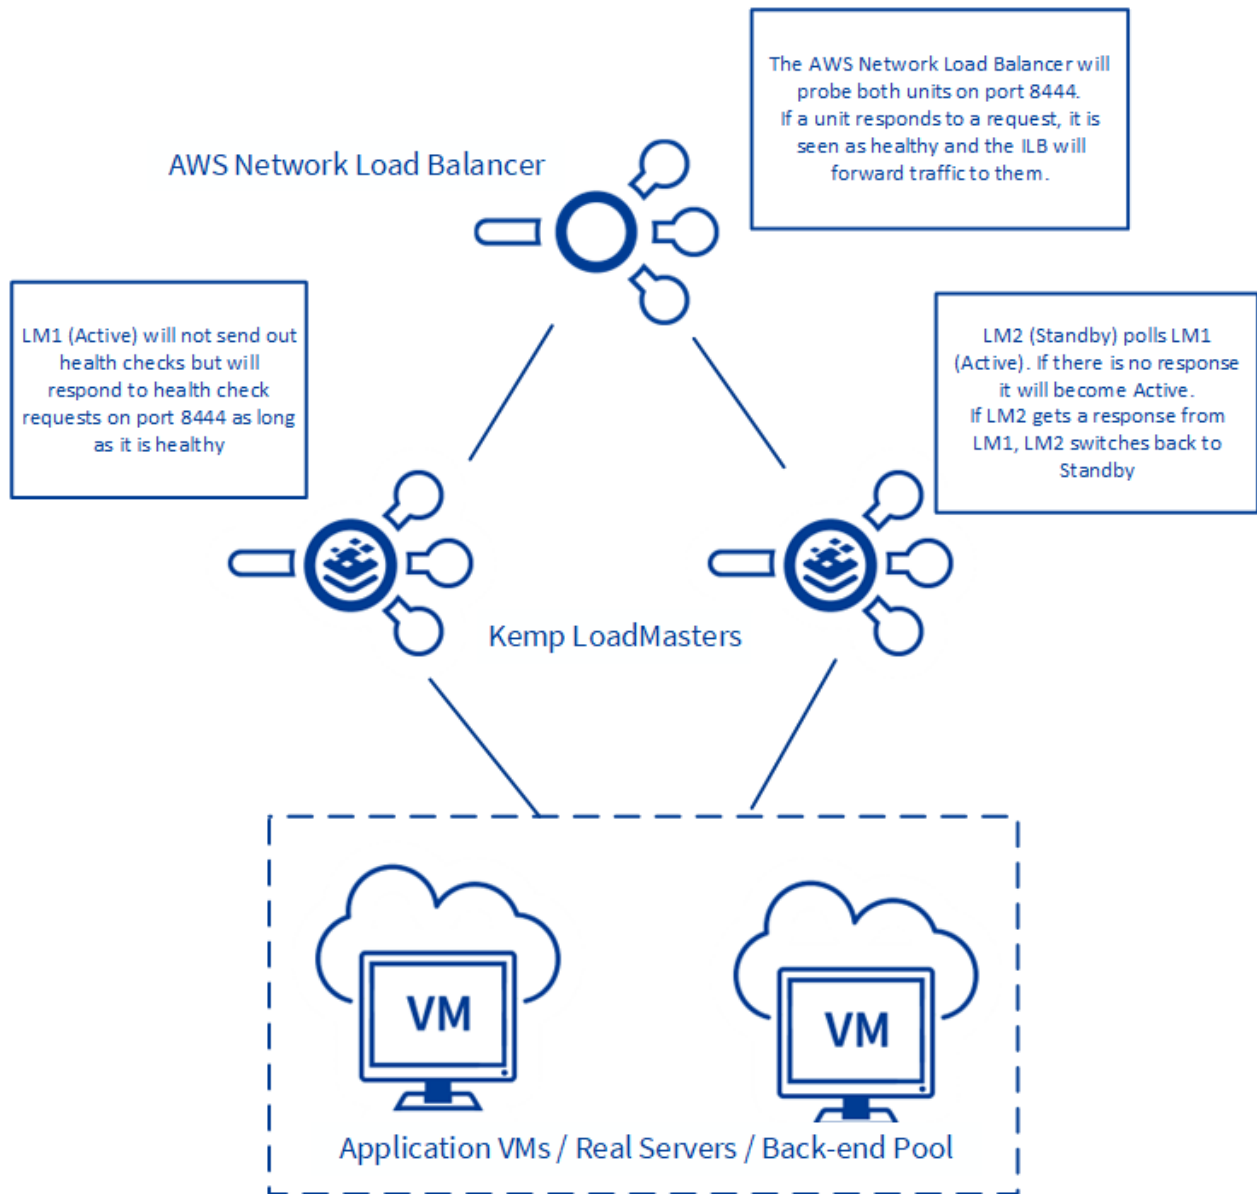 The AWS Network Load Balancer will
probe both units on port 8444.
If a unit responds to a request, it is
seen as healthy and the ILB will
forward traffic to them.
AWS Network Load Balancer
LM1 (Active) will not send out
health checks but will
respond to health check
requests on port 8444 as long
as it is healthy
LM2 (Standby) polls LM1
(Active). If there is no response
it will become Active.
If LM2 gets a response from
LM1, LM2 switches back to
Standby
Kemp LoadMasters
VM
VM
Application VMs / Real Servers / Back-end Pool